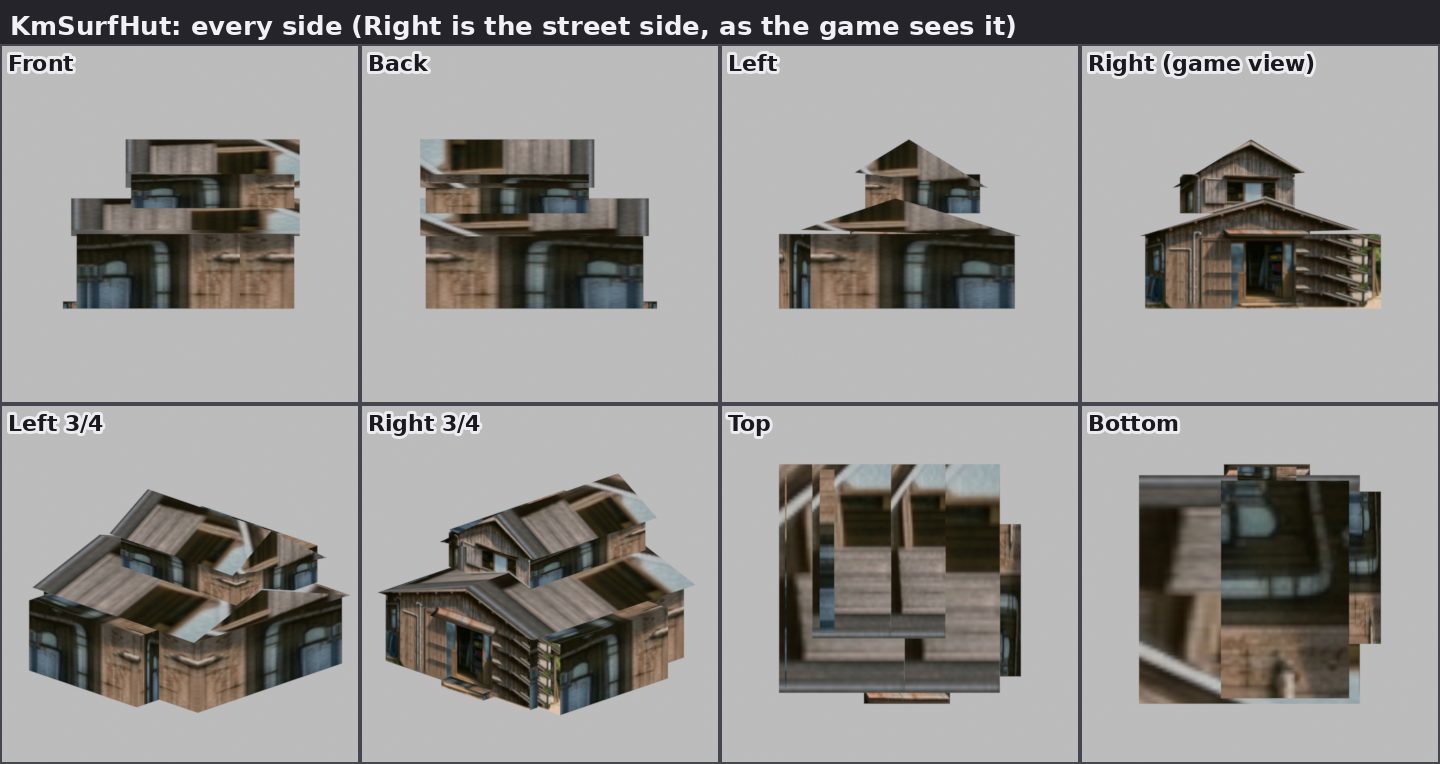 KmSurfHut: every side (Right is the street side, as the game sees it)
Front
Back
Left
Right (game view)
Left 3/4
Right 3/4
Top
Bottom